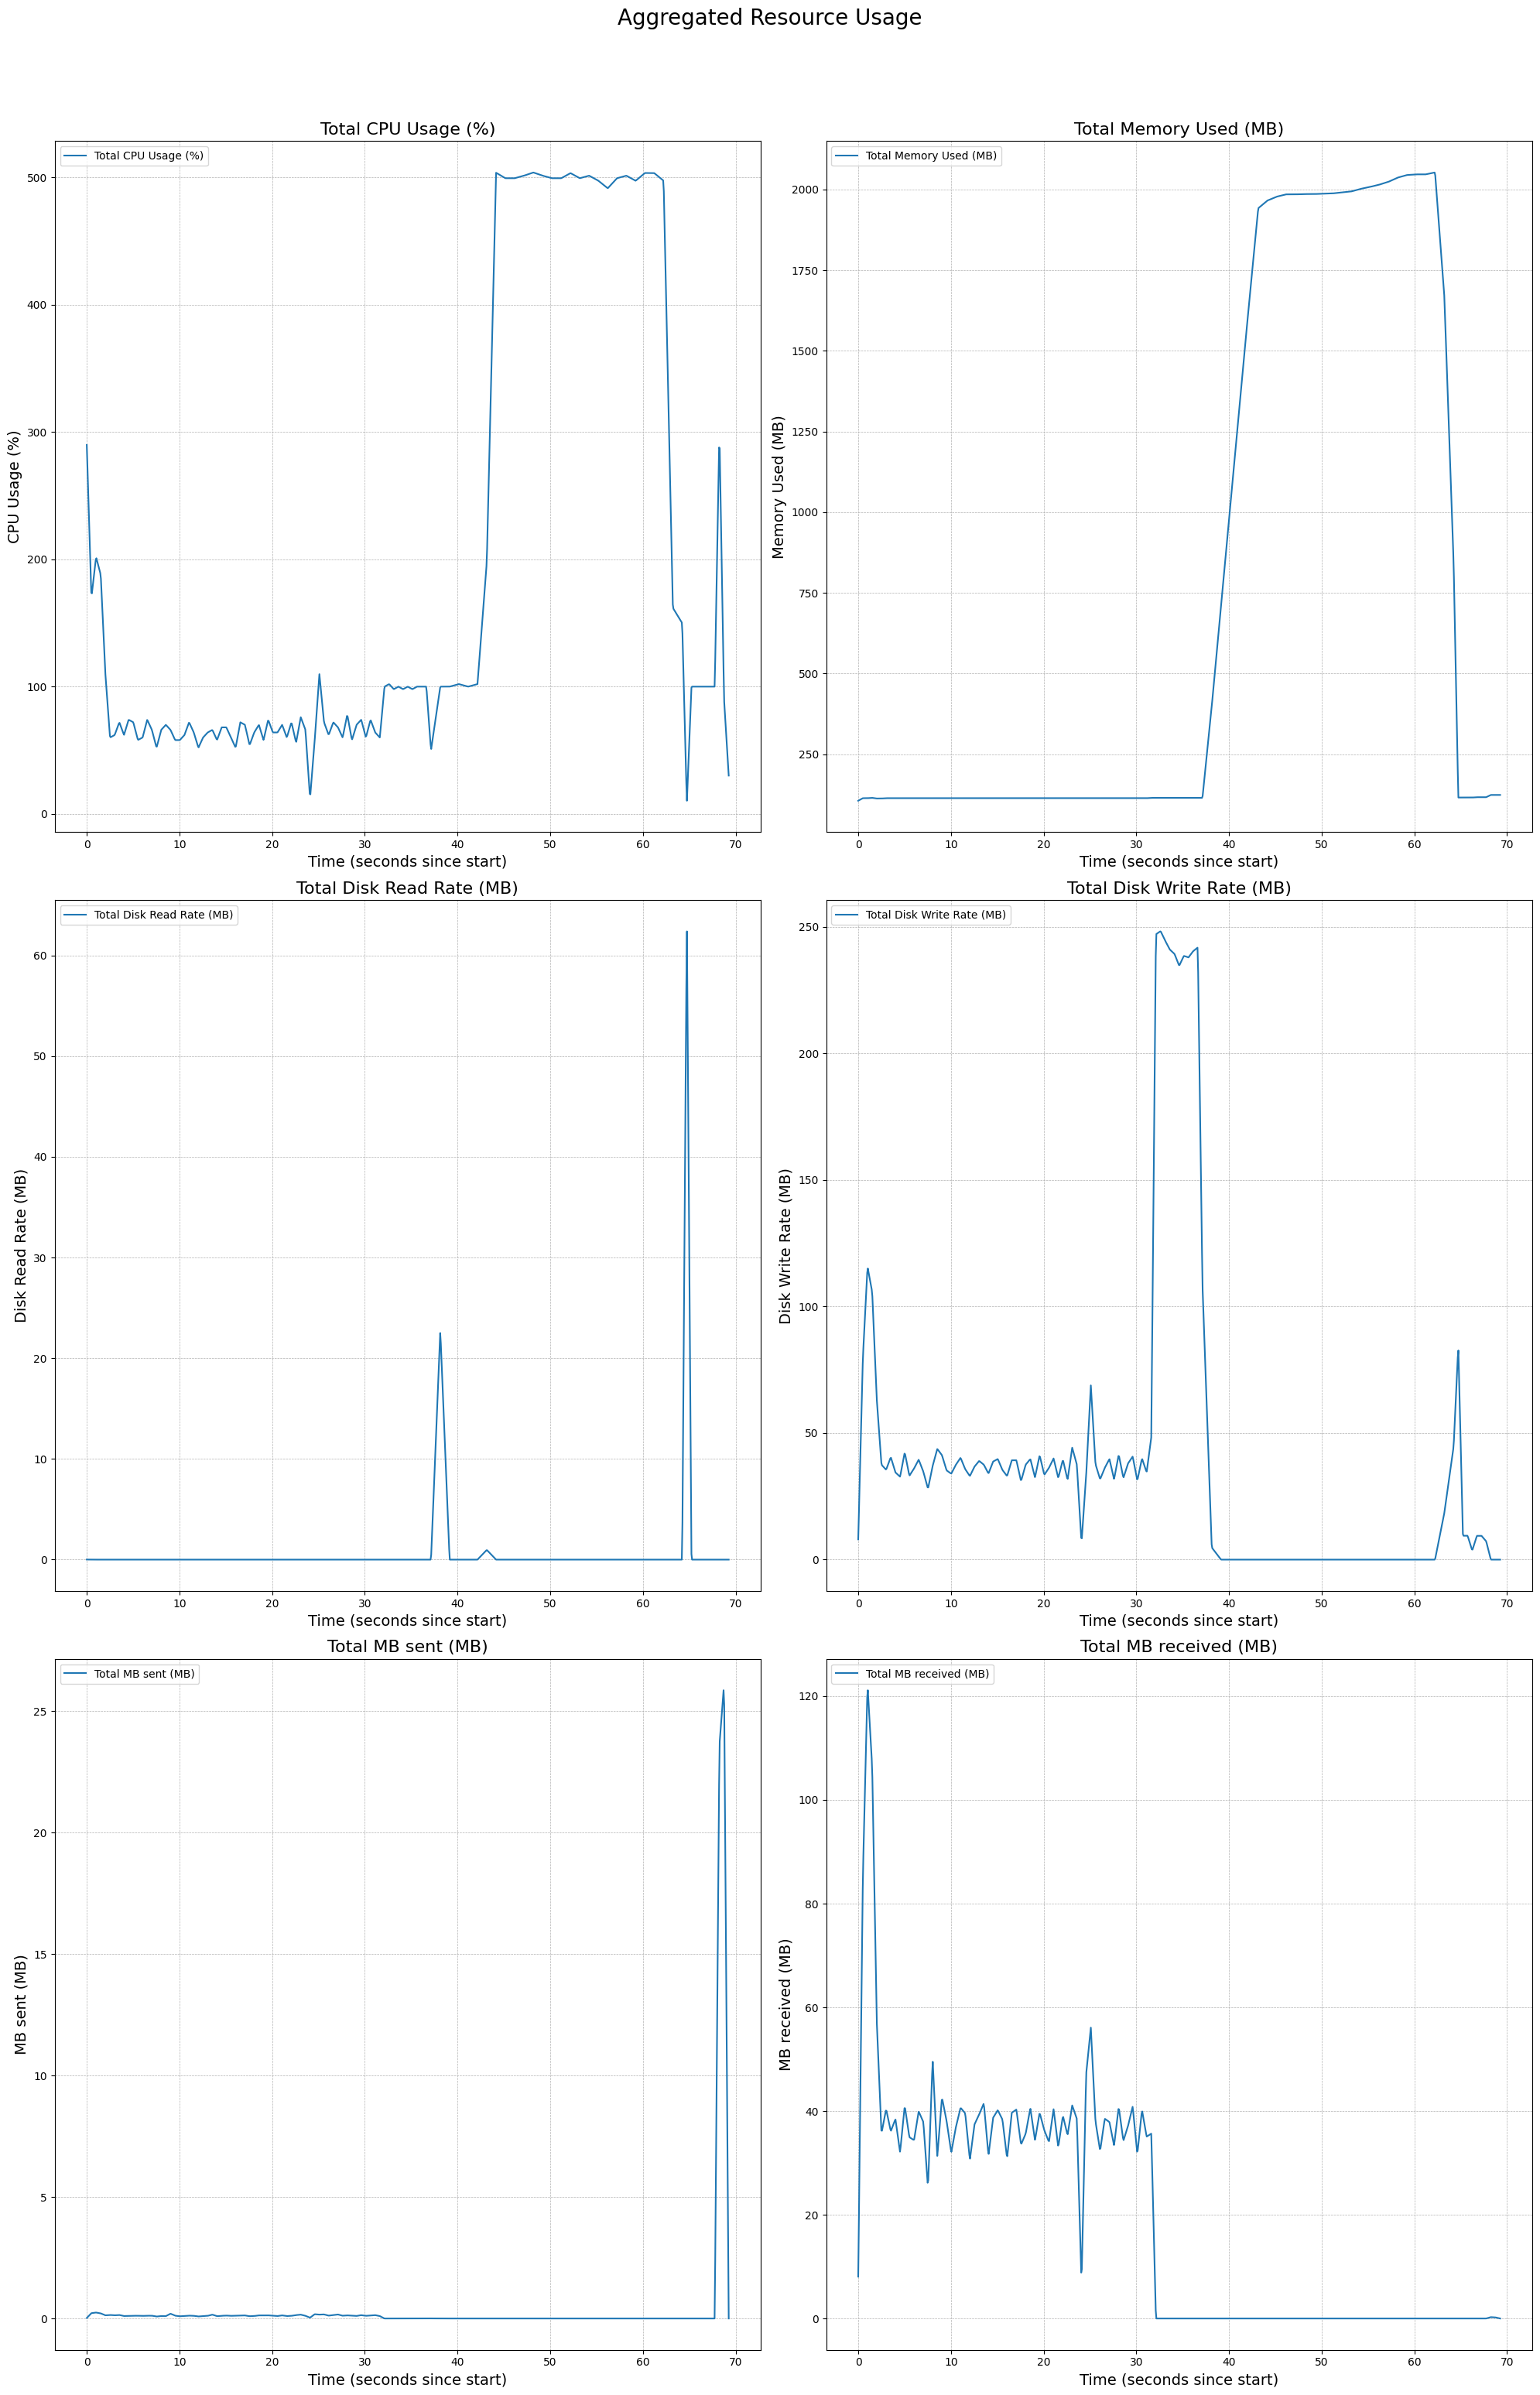 Aggregated Resource Usage
Total CPU Usage (%)
Total CPU Usage (%)
CPU Usage (%)
500
400
300
200
100
0
0 10 20 30 40 50 60 70
Time (seconds since start)
Total Memory Used (MB)
Total Memory Used (MB)
Memory Used (MB)
2000
1750
1500
1250
1000
750
500
250
0 10 20 30 40 50 60 70
Time (seconds since start)
Total Disk Read Rate (MB)
Total Disk Read Rate (MB)
Disk Read Rate (MB)
60
50
40
30
20
10
0
0 10 20 30 40 50 60 70
Time (seconds since start)
Total Disk Write Rate (MB)
Total Disk Write Rate (MB)
Disk Write Rate (MB)
250
200
150
100
50
0
0 10 20 30 40 50 60 70
Time (seconds since start)
Total MB sent (MB)
Total MB sent (MB)
MB sent (MB)
25
20
15
10
5
0
0 10 20 30 40 50 60 70
Time (seconds since start)
Total MB received (MB)
Total MB received (MB)
MB received (MB)
120
100
80
60
40
20
0
0 10 20 30 40 50 60 70
Time (seconds since start)